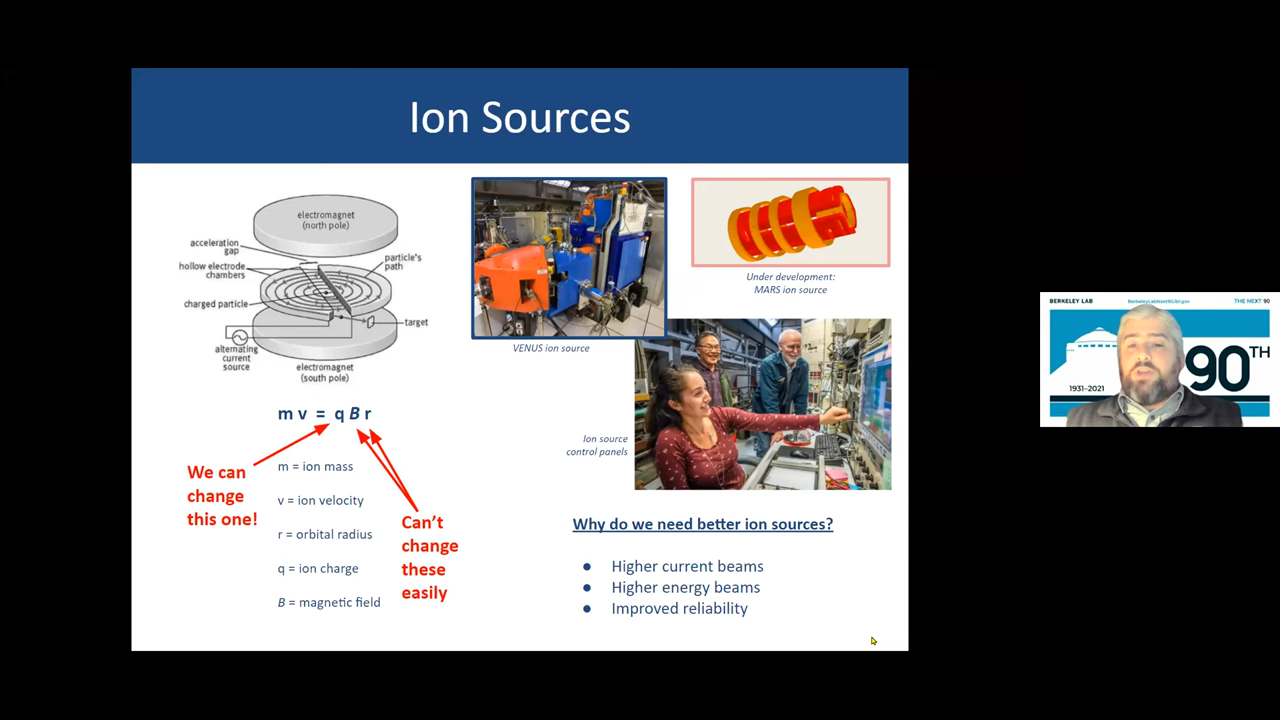 Ion Sources
electromagnet
(north pole)
acceleration
gap
hollow electrode
chambers
charged particle
particle's
path
target
alternating
current
source
electromagnet
(south pole)
m v = q B r
We can
change
this one!
m = ion mass
v = ion velocity
r = orbital radius
q = ion charge
B = magnetic field
Can't
change
these
easily
VENUS ion source
Under development:
MARS ion source
Ion source
control panels
Why do we need better ion sources?
● Higher current beams
● Higher energy beams
● Improved reliability
BERKELEY LAB
BerkeleyLabNext90.lbl.gov
THE NEXT 90
90TH
1931–2021